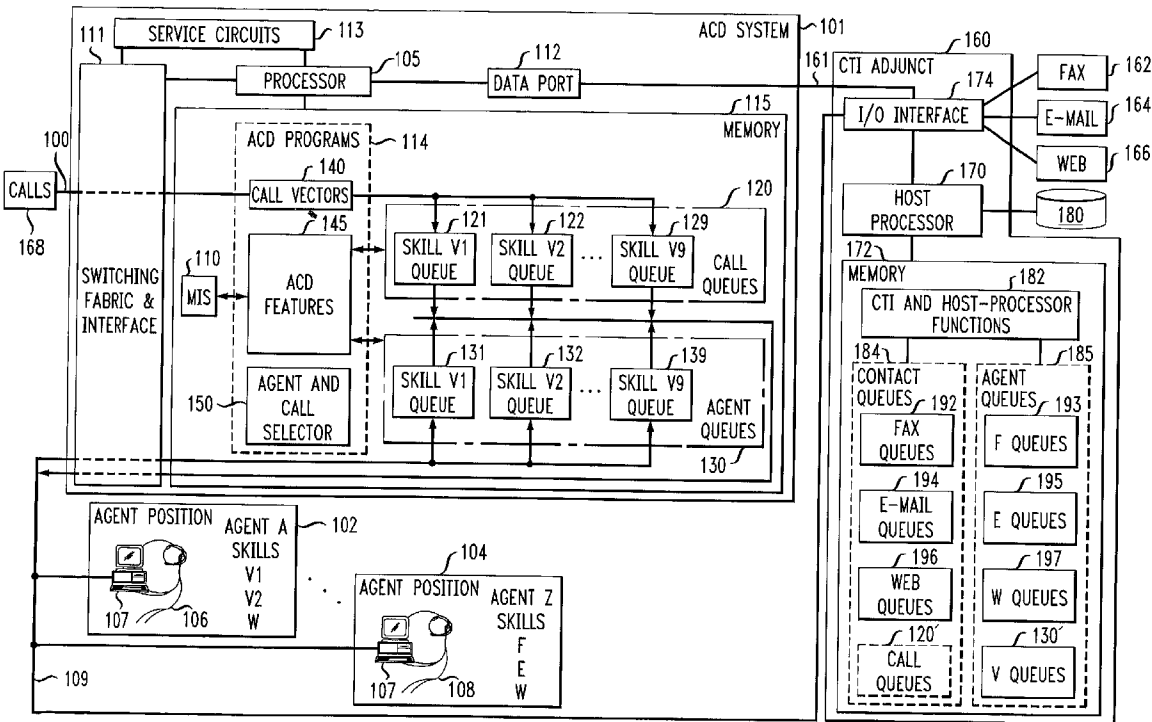 ACD SYSTEM
101
111
SERVICE CIRCUITS
113
105
PROCESSOR
112
DATA PORT
161
115
MEMORY
ACD PROGRAMS
114
100
CALLS
168
140
CALL VECTORS
145
ACD
FEATURES
110
MIS
SWITCHING
FABRIC &
INTERFACE
120
121
SKILL V1
QUEUE
122
SKILL V2
QUEUE
...
129
SKILL V9
QUEUE
CALL
QUEUES
131
SKILL V1
QUEUE
132
SKILL V2
QUEUE
...
139
SKILL V9
QUEUE
AGENT
QUEUES
130
150
AGENT AND
CALL
SELECTOR
AGENT POSITION
102
AGENT A
SKILLS
V1
V2
W
107
106
104
AGENT POSITION
AGENT Z
SKILLS
F
E
W
107
108
109
160
CTI ADJUNCT
174
I/O INTERFACE
FAX
162
E-MAIL
164
WEB
166
170
HOST
PROCESSOR
180
172
MEMORY
182
CTI AND HOST-PROCESSOR
FUNCTIONS
184
CONTACT
QUEUES
192
FAX
QUEUES
194
E-MAIL
QUEUES
196
WEB
QUEUES
120'
CALL
QUEUES
185
AGENT
QUEUES
193
F QUEUES
195
E QUEUES
197
W QUEUES
130'
V QUEUES